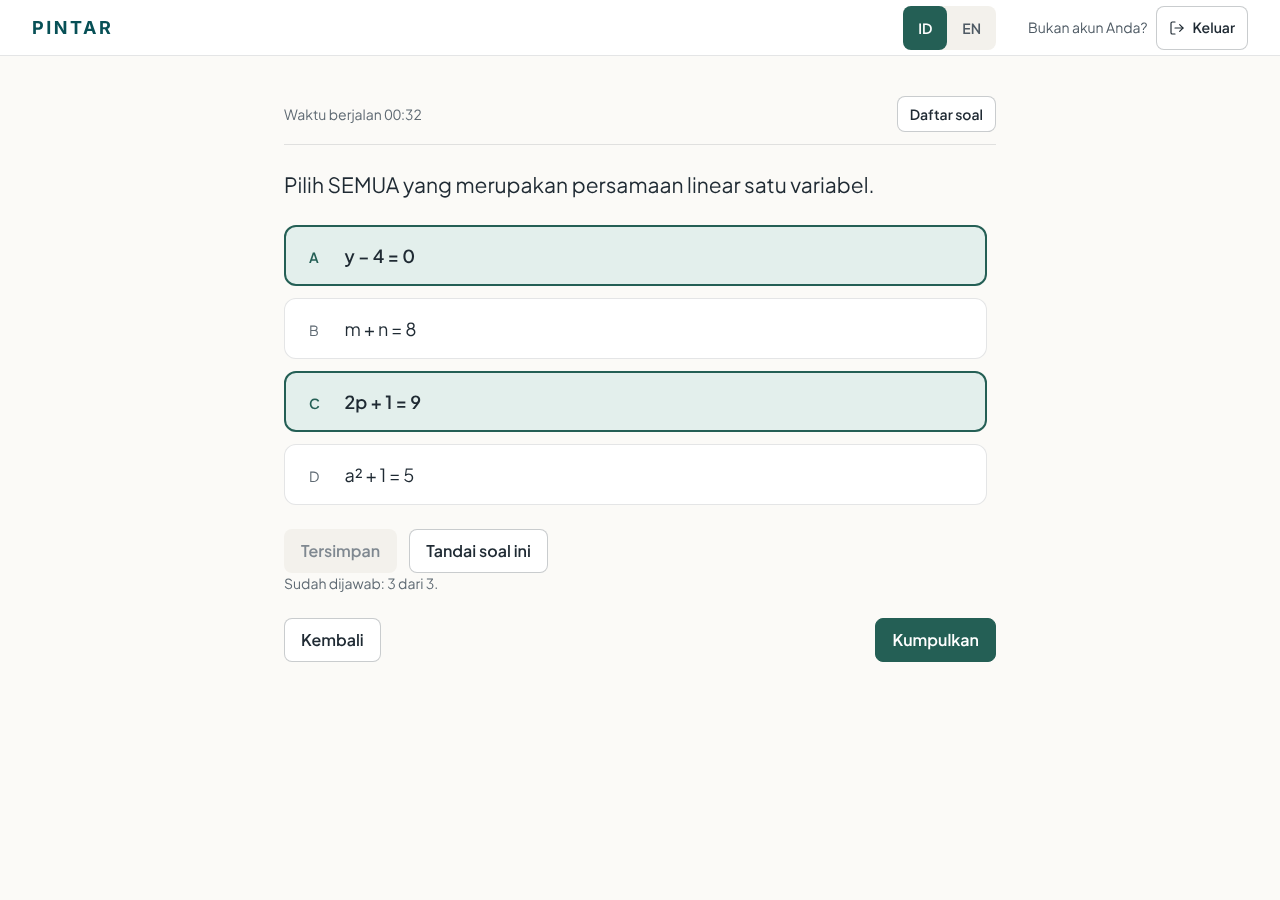 PINTAR
ID EN Bukan akun Anda? Keluar
Waktu berjalan 00:32 Daftar soal
Pilih SEMUA yang merupakan persamaan linear satu variabel.
A y – 4 = 0
B m + n = 8
C 2p + 1 = 9
D a² + 1 = 5
Tersimpan Tandai soal ini
Sudah dijawab: 3 dari 3.
Kembali Kumpulkan